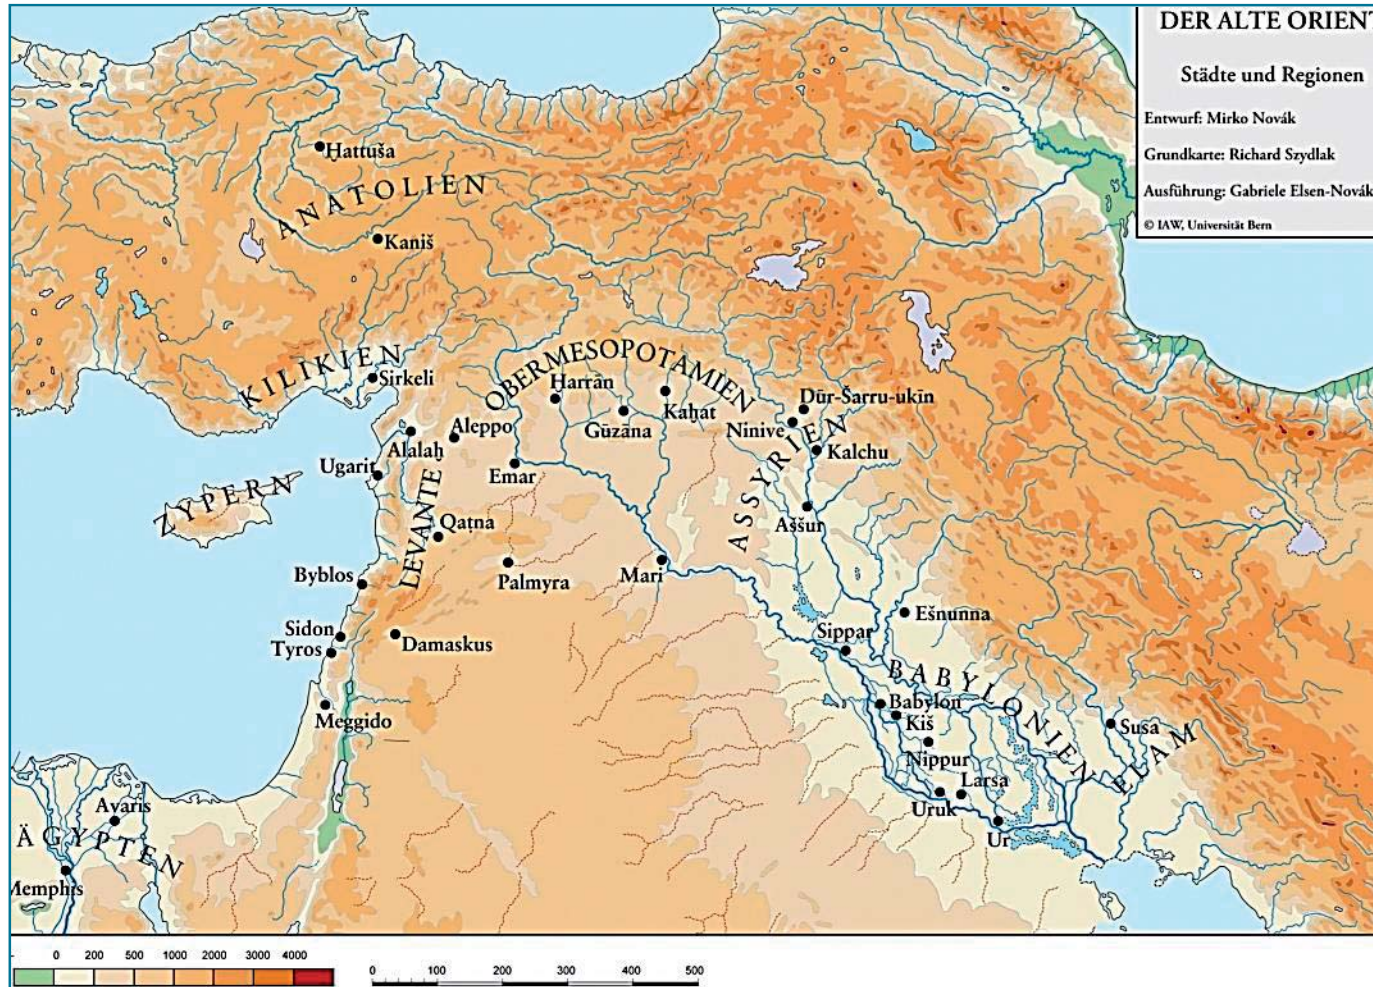 DER ALTE ORIENT
Städte und Regionen
Entwurf: Mirko Novák
Grundkarte: Richard Szydlak
Ausführung: Gabriele Elsen-Novák
© IAW, Universität Bern
Ḫattuša
ANATOLIEN
Kaniš
KILIKIEN
Sirkeli
OBERMESOPOTAMIEN
Ḫarrān
Kaḫat
Gūzāna
Dūr-Šarru-ukīn
Ninive
Kalchu
ASSYRIEN
Aleppo
Alalaḫ
Ugarit
Emar
ZYPERN
LEVANTE
Qaṭna
Aššur
Byblos
Palmyra
Mari
Ešnunna
Sidon
Tyros
Damaskus
Sippar
BABYLONIEN
Meggido
Babylon
Kiš
Susa
ELAM
Nippur
Larsa
Uruk
Ur
Avaris
ÄGYPTEN
Memphis
0 200 500 1000 2000 3000 4000
0 100 200 300 400 500